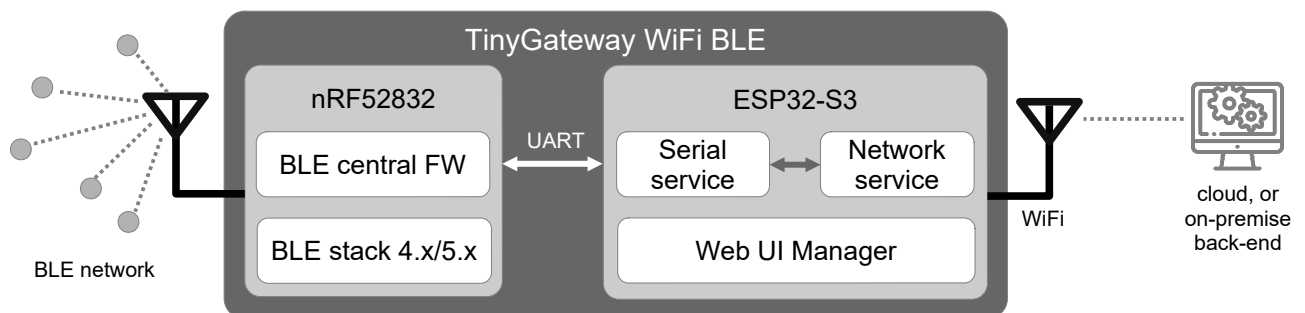 TinyGateway WiFi BLE
nRF52832
BLE central FW
BLE stack 4.x/5.x
BLE network
UART
ESP32-S3
Serial
service
Network
service
Web UI Manager
WiFi
cloud, or
on-premise
back-end